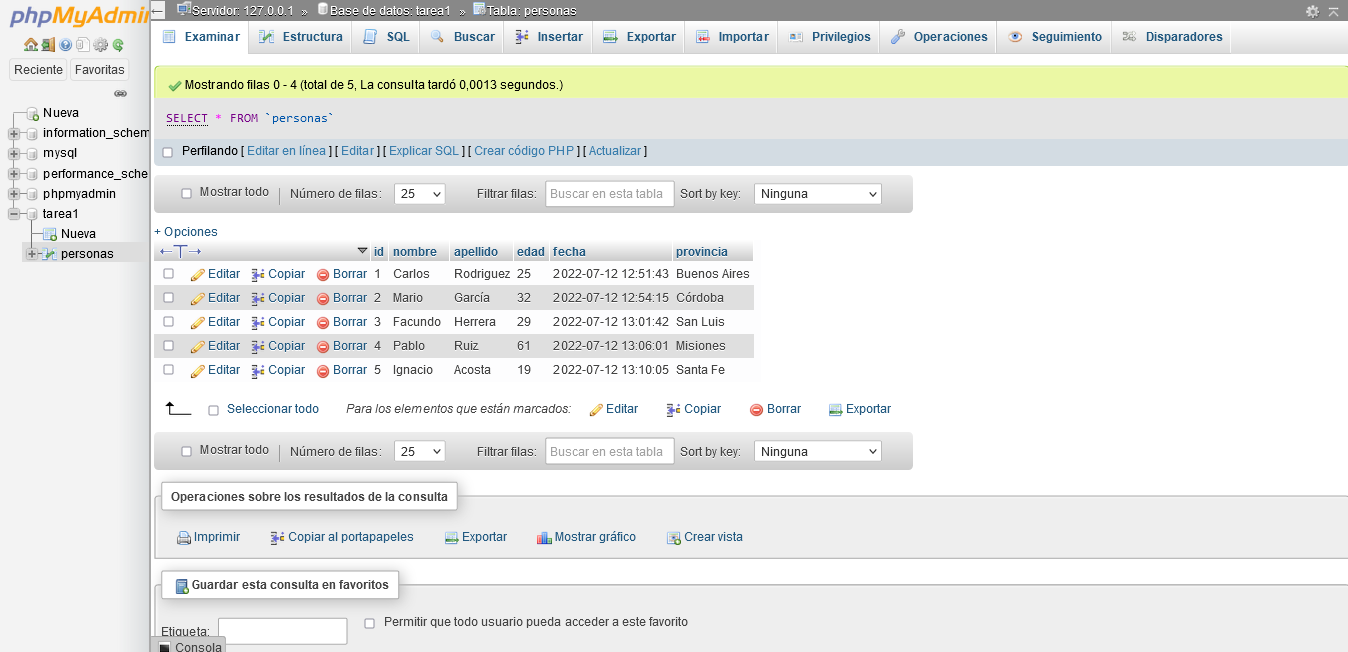 phpMyAdmin
Servidor: 127.0.0.1 » Base de datos: tarea1 » Tabla: personas
Examinar Estructura SQL Buscar Insertar Exportar Importar Privilegios Operaciones Seguimiento Disparadores
Reciente Favoritas
Nueva
information_schem
mysql
performance_sche
phpmyadmin
tarea1
Nueva
personas
Mostrando filas 0 - 4 (total de 5, La consulta tardó 0,0013 segundos.)
SELECT * FROM `personas`
Perfilando [ Editar en línea ] [ Editar ] [ Explicar SQL ] [ Crear código PHP ] [ Actualizar ]
Mostrar todo Número de filas: 25 Filtrar filas: Buscar en esta tabla Sort by key: Ninguna
+ Opciones
←T→ id nombre apellido edad fecha provincia
Editar Copiar Borrar 1 Carlos Rodriguez 25 2022-07-12 12:51:43 Buenos Aires
Editar Copiar Borrar 2 Mario García 32 2022-07-12 12:54:15 Córdoba
Editar Copiar Borrar 3 Facundo Herrera 29 2022-07-12 13:01:42 San Luis
Editar Copiar Borrar 4 Pablo Ruiz 61 2022-07-12 13:06:01 Misiones
Editar Copiar Borrar 5 Ignacio Acosta 19 2022-07-12 13:10:05 Santa Fe
Seleccionar todo Para los elementos que están marcados: Editar Copiar Borrar Exportar
Mostrar todo Número de filas: 25 Filtrar filas: Buscar en esta tabla Sort by key: Ninguna
Operaciones sobre los resultados de la consulta
Imprimir Copiar al portapapeles Exportar Mostrar gráfico Crear vista
Guardar esta consulta en favoritos
Etiqueta: Permitir que todo usuario pueda acceder a este favorito
Consola